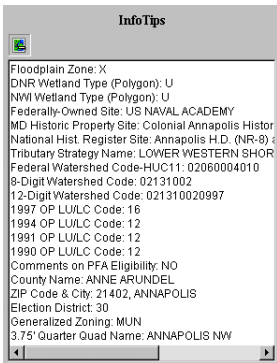 InfoTips
Floodplain Zone: X
DNR Wetland Type (Polygon): U
NWI Wetland Type (Polygon): U
Federally-Owned Site: US NAVAL ACADEMY
MD Historic Property Site: Colonial Annapolis Histor
National Hist. Register Site: Annapolis H.D. (NR-8) a
Tributary Strategy Name: LOWER WESTERN SHOR
Federal Watershed Code-HUC11: 02060004010
8-Digit Watershed Code: 02131002
12-Digit Watershed Code: 021310020997
1997 OP LU/LC Code: 16
1994 OP LU/LC Code: 12
1991 OP LU/LC Code: 12
1990 OP LU/LC Code: 12
Comments on PFA Eligibility: NO
County Name: ANNE ARUNDEL
ZIP Code & City: 21402, ANNAPOLIS
Election District: 30
Generalized Zoning: MUN
3.75' Quarter Quad Name: ANNAPOLIS NW